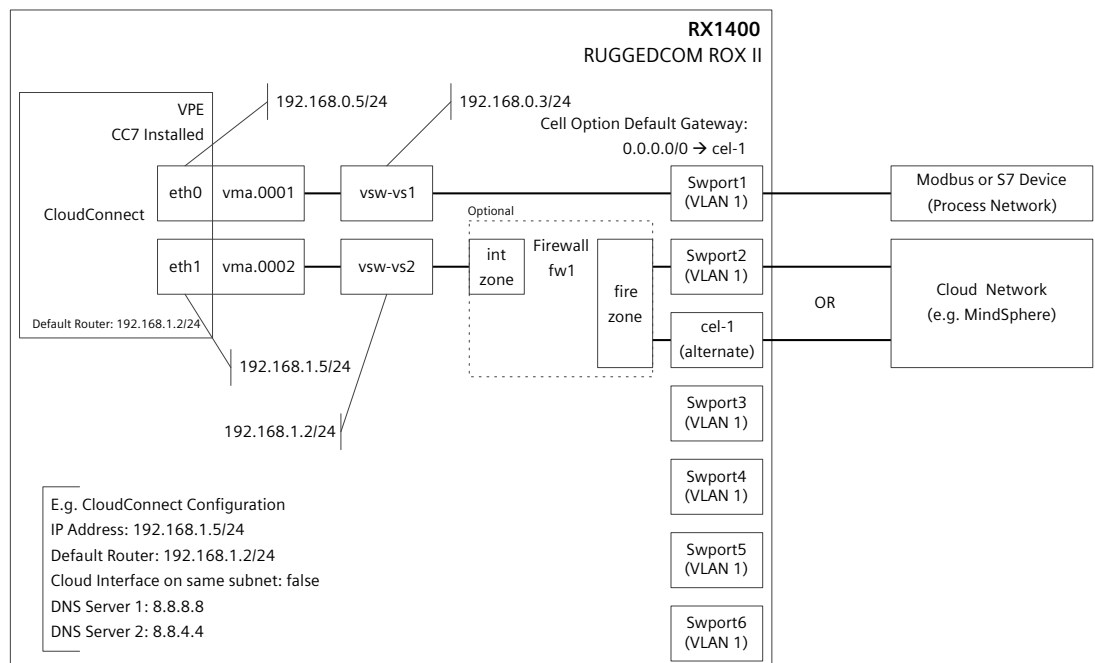 RX1400
RUGGEDCOM ROX II
192.168.0.5/24
192.168.0.3/24
VPE
CC7 Installed
Cell Option Default Gateway:
0.0.0.0/0 → cel-1
CloudConnect
eth0
vma.0001
vsw-vs1
Swport1
(VLAN 1)
Modbus or S7 Device
(Process Network)
Optional
eth1
vma.0002
vsw-vs2
int
zone
Firewall
fw1
fire
zone
Swport2
(VLAN 1)
OR
Cloud Network
(e.g. MindSphere)
Default Router: 192.168.1.2/24
cel-1
(alternate)
192.168.1.5/24
192.168.1.2/24
Swport3
(VLAN 1)
Swport4
(VLAN 1)
Swport5
(VLAN 1)
Swport6
(VLAN 1)
E.g. CloudConnect Configuration
IP Address: 192.168.1.5/24
Default Router: 192.168.1.2/24
Cloud Interface on same subnet: false
DNS Server 1: 8.8.8.8
DNS Server 2: 8.8.4.4